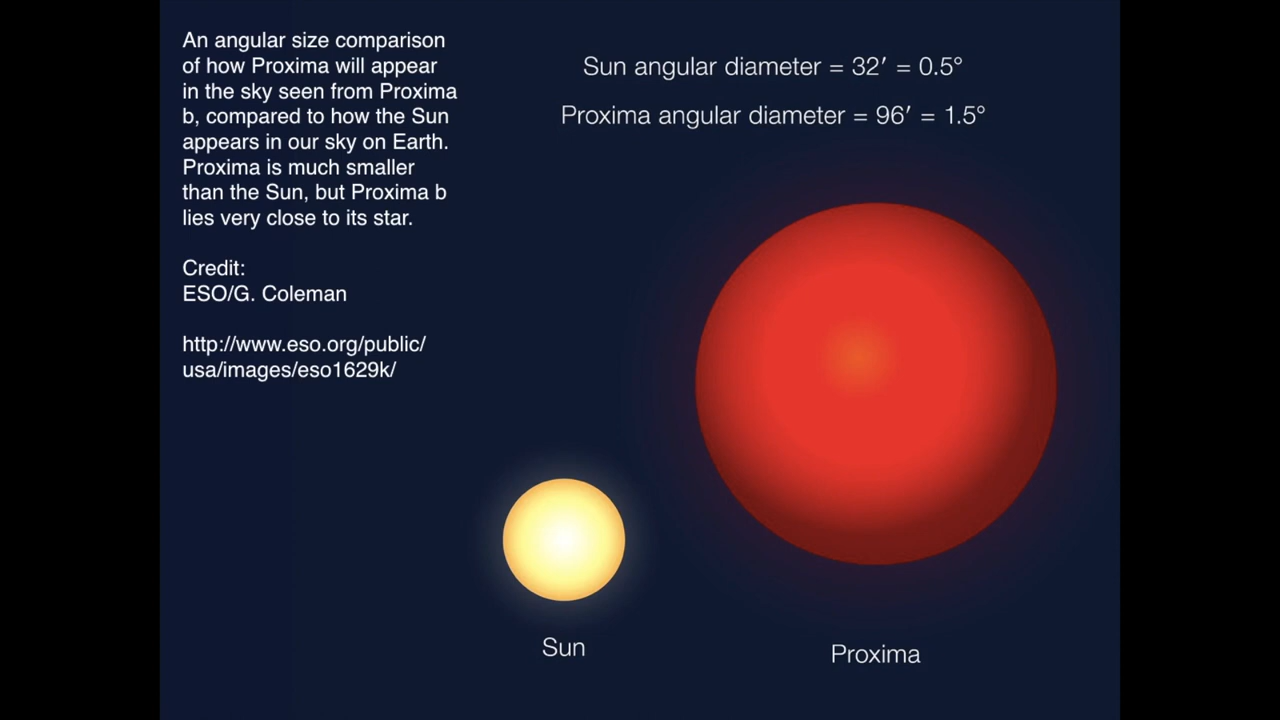 An angular size comparison
of how Proxima will appear
in the sky seen from Proxima
b, compared to how the Sun
appears in our sky on Earth.
Proxima is much smaller
than the Sun, but Proxima b
lies very close to its star.
Credit:
ESO/G. Coleman
http://www.eso.org/public/
usa/images/eso1629k/
Sun angular diameter = 32′ = 0.5°
Proxima angular diameter = 96′ = 1.5°
Sun
Proxima